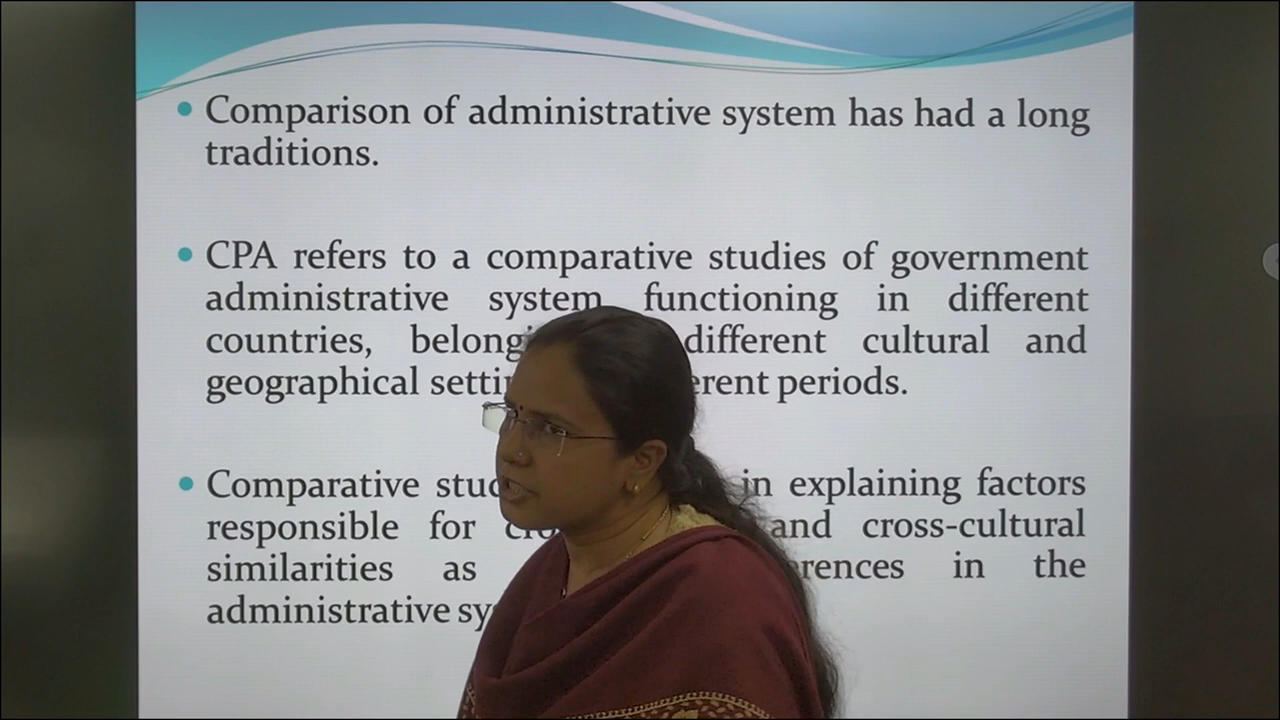 Comparison of administrative system has had a long
traditions.
CPA refers to a comparative studies of government
administrative system functioning in different
countries, different cultural and
geographical periods.
Comparative in explaining factors
responsible for and cross-cultural
similarities as in the
administrative